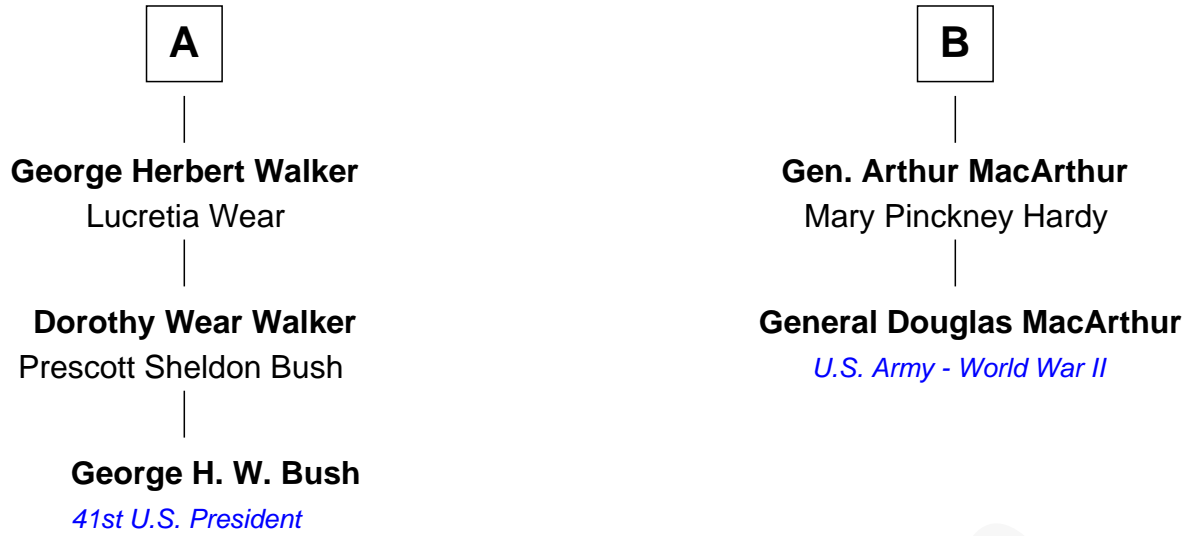 A
George Herbert Walker
Lucretia Wear
Dorothy Wear Walker
Prescott Sheldon Bush
George H. W. Bush
41st U.S. President
B
Gen. Arthur MacArthur
Mary Pinckney Hardy
General Douglas MacArthur
U.S. Army - World War II